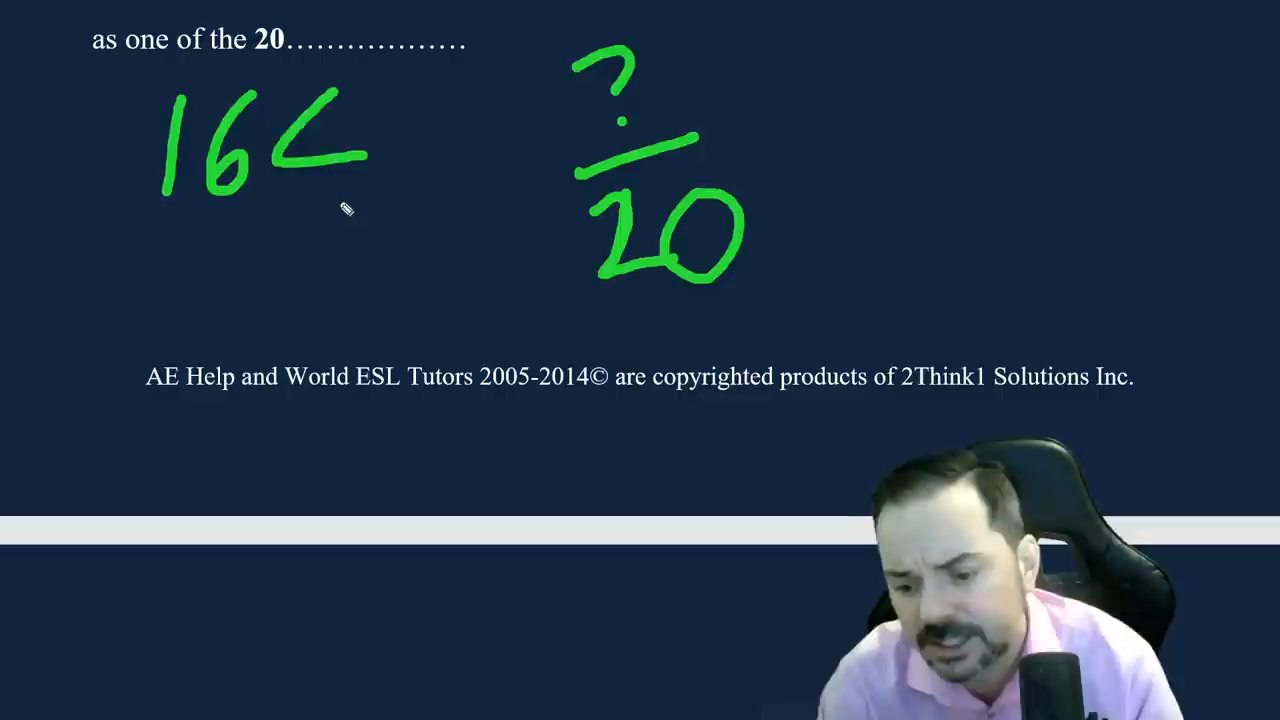 as one of the 20………………
16<
?
20
AE Help and World ESL Tutors 2005-2014© are copyrighted products of 2Think1 Solutions Inc.